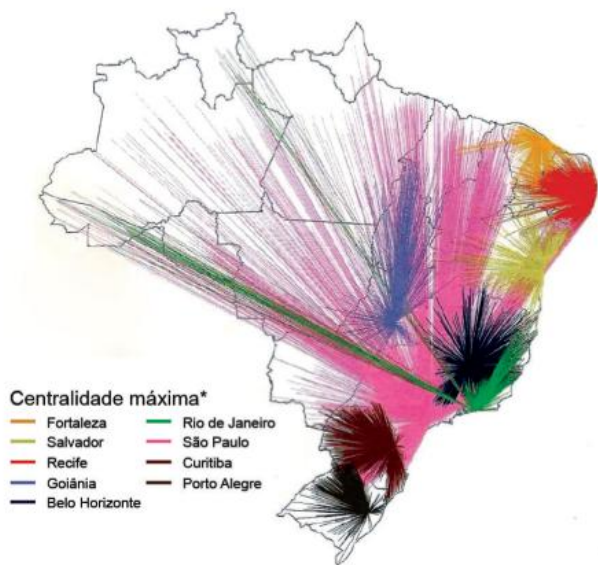 Centralidade máxima*
Fortaleza
Salvador
Recife
Goiânia
Belo Horizonte
Rio de Janeiro
São Paulo
Curitiba
Porto Alegre